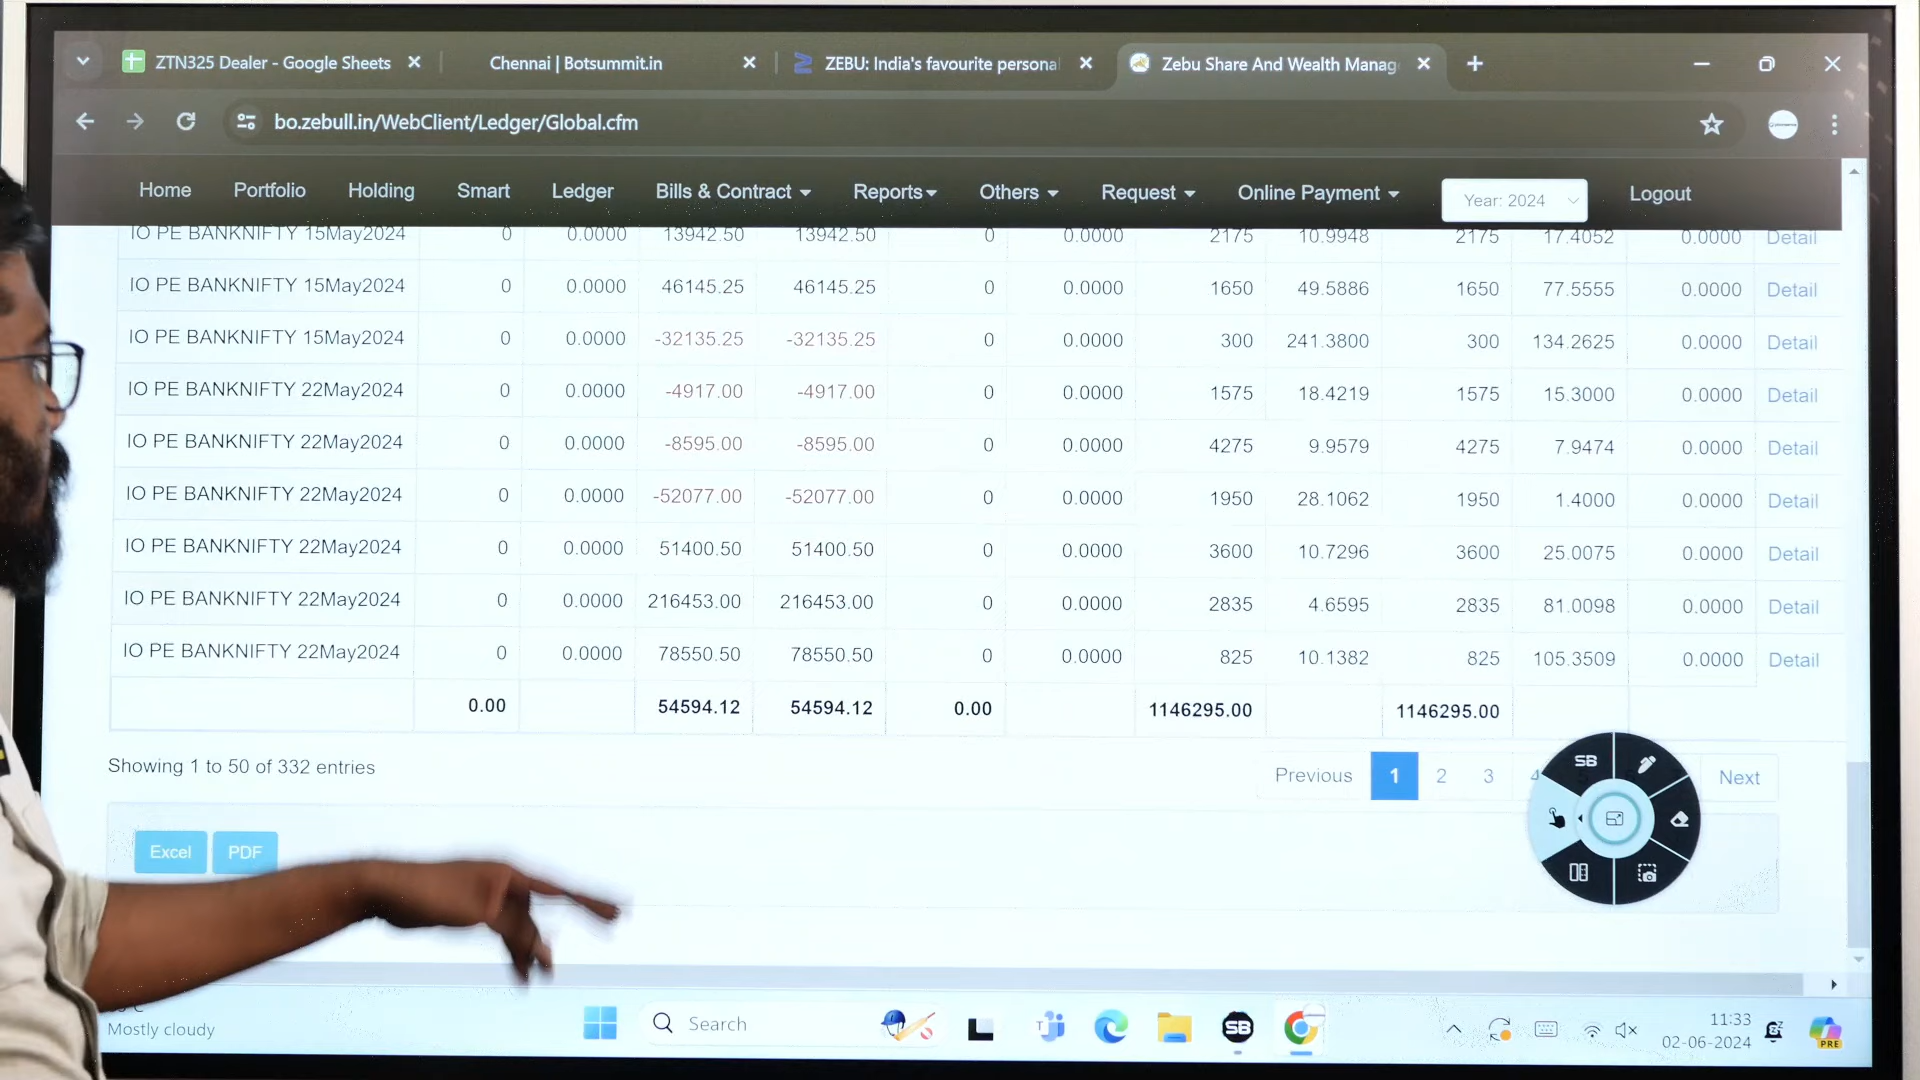 ZTN325 Dealer - Google Sheets
Chennai | Botsummit.in
ZEBU: India's favourite persona
Zebu Share And Wealth Manag
bo.zebull.in/WebClient/Ledger/Global.cfm
Home Portfolio Holding Smart Ledger Bills & Contract Reports Others Request Online Payment Year: 2024 Logout
IO PE BANKNIFTY 15May2024 0 0.0000 13942.50 13942.50 0 0.0000 2175 10.9948 2175 17.4052 0.0000 Detail
IO PE BANKNIFTY 15May2024 0 0.0000 46145.25 46145.25 0 0.0000 1650 49.5886 1650 77.5555 0.0000 Detail
IO PE BANKNIFTY 15May2024 0 0.0000 -32135.25 -32135.25 0 0.0000 300 241.3800 300 134.2625 0.0000 Detail
IO PE BANKNIFTY 22May2024 0 0.0000 -4917.00 -4917.00 0 0.0000 1575 18.4219 1575 15.3000 0.0000 Detail
IO PE BANKNIFTY 22May2024 0 0.0000 -8595.00 -8595.00 0 0.0000 4275 9.9579 4275 7.9474 0.0000 Detail
IO PE BANKNIFTY 22May2024 0 0.0000 -52077.00 -52077.00 0 0.0000 1950 28.1062 1950 1.4000 0.0000 Detail
IO PE BANKNIFTY 22May2024 0 0.0000 51400.50 51400.50 0 0.0000 3600 10.7296 3600 25.0075 0.0000 Detail
IO PE BANKNIFTY 22May2024 0 0.0000 216453.00 216453.00 0 0.0000 2835 4.6595 2835 81.0098 0.0000 Detail
IO PE BANKNIFTY 22May2024 0 0.0000 78550.50 78550.50 0 0.0000 825 10.1382 825 105.3509 0.0000 Detail
0.00 54594.12 54594.12 0.00 1146295.00 1146295.00
Showing 1 to 50 of 332 entries
Previous 1 2 3 4 Next
SB
Excel PDF
Mostly cloudy
Search
SB
11:33
02-06-2024
PRE